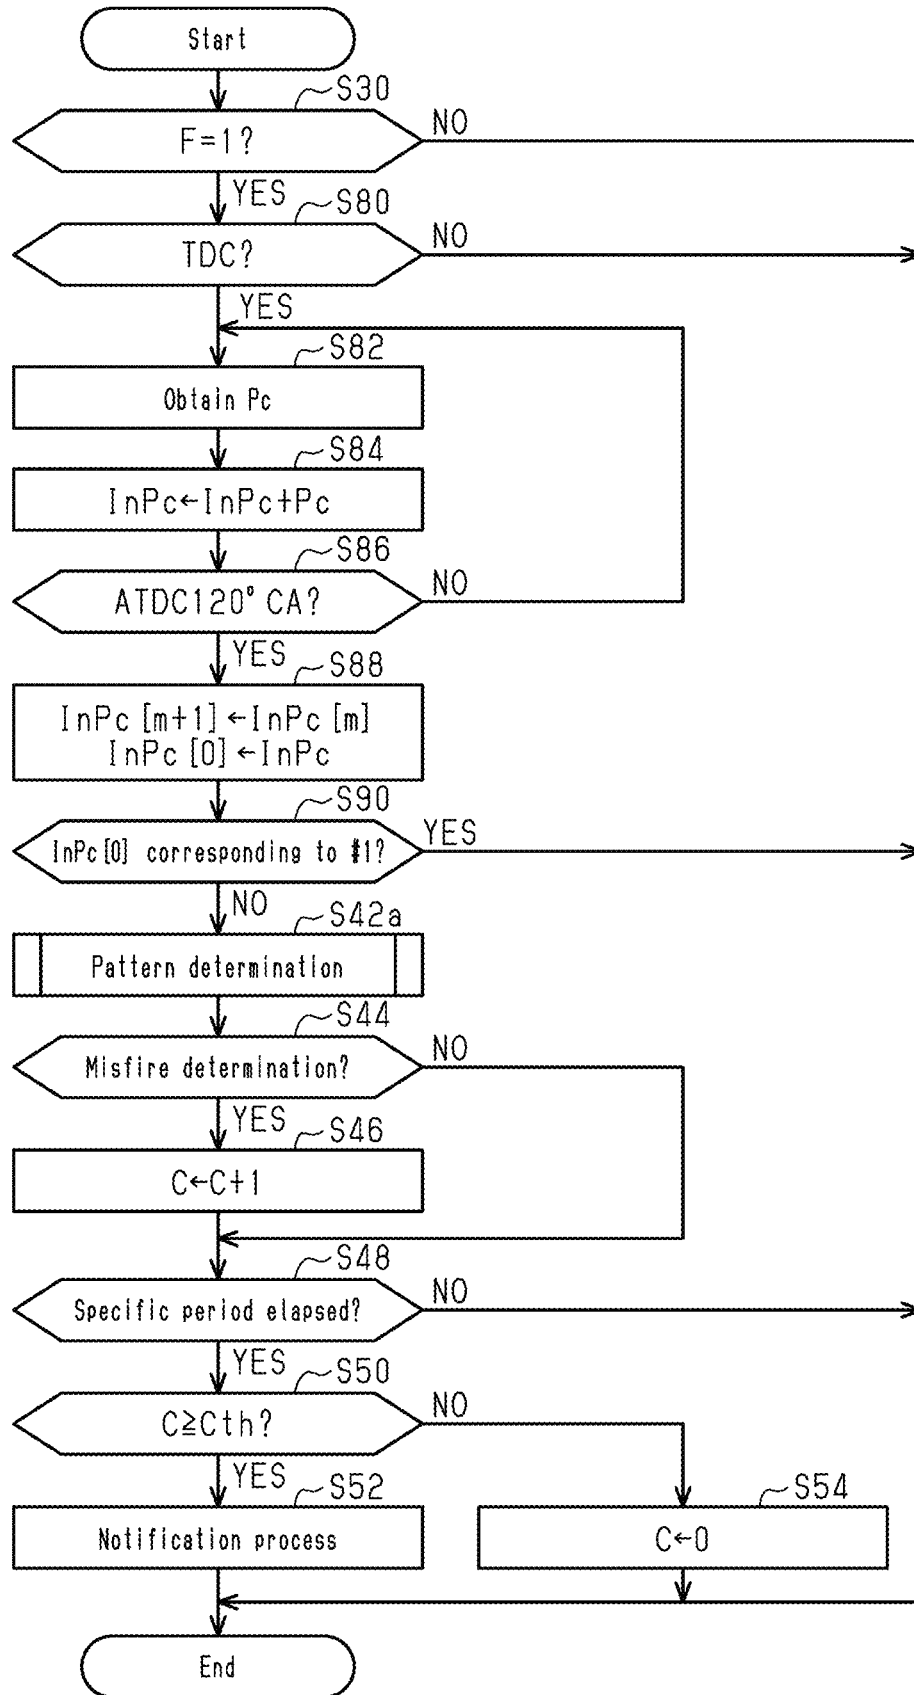 Start
S30
F=1?
NO
YES
S80
TDC?
NO
YES
S82
Obtain Pc
S84
InPc←InPc+Pc
S86
ATDC120° CA?
NO
YES
S88
InPc[m+1]←InPc[m]
InPc[0]←InPc
S90
InPc[0] corresponding to #1?
YES
NO
S42a
Pattern determination
S44
Misfire determination?
NO
YES
S46
C←C+1
S48
Specific period elapsed?
NO
YES
S50
C≧Cth?
NO
YES
S52
Notification process
S54
C←0
End